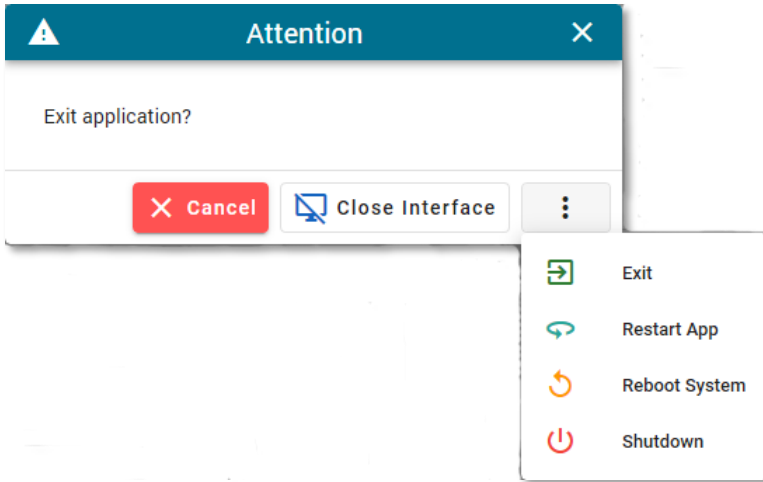 Attention
Exit application?
Cancel
Close Interface
Exit
Restart App
Reboot System
Shutdown